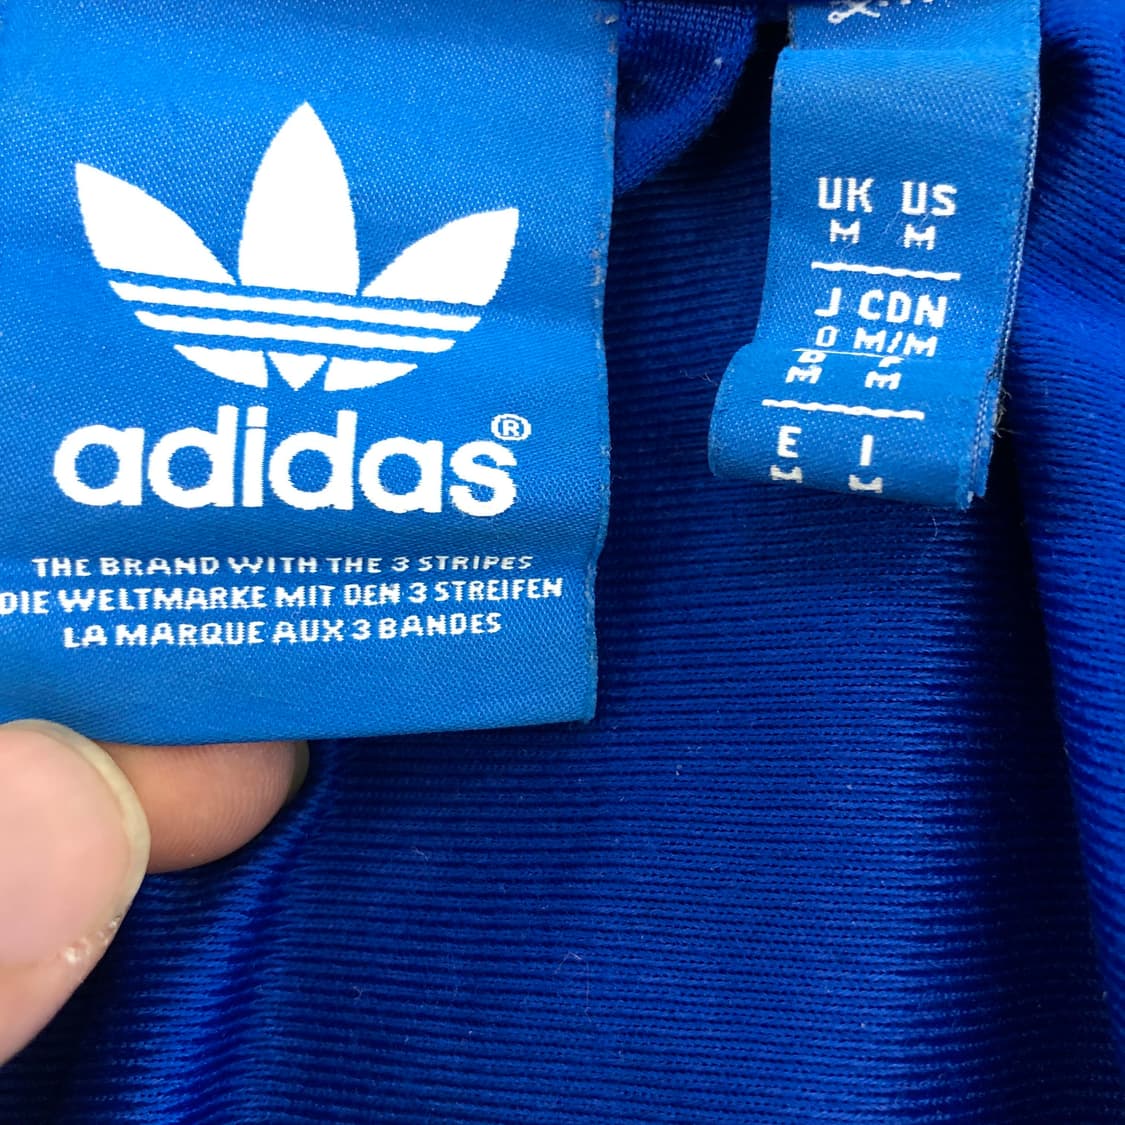 adidas®
THE BRAND WITH THE 3 STRIPES
DIE WELTMARKE MIT DEN 3 STREIFEN
LA MARQUE AUX 3 BANDES
UK US
M M
J CDN
O M/M
M M
E I
M M